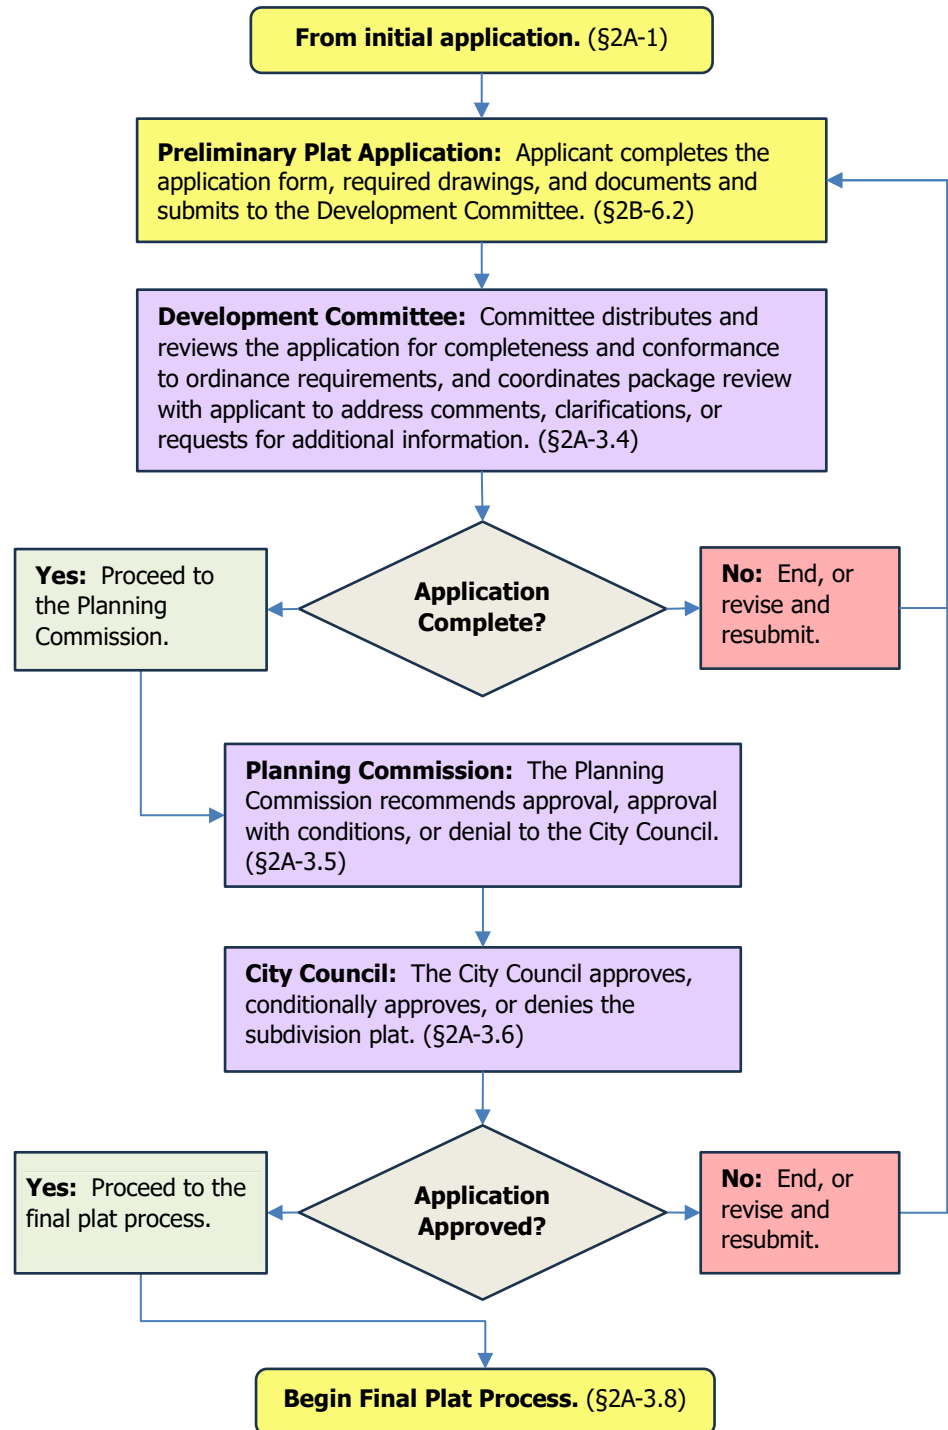 From initial application. (§2A-1)
Preliminary Plat Application: Applicant completes the
application form, required drawings, and documents and
submits to the Development Committee. (§2B-6.2)
Development Committee: Committee distributes and
reviews the application for completeness and conformance
to ordinance requirements, and coordinates package review
with applicant to address comments, clarifications, or
requests for additional information. (§2A-3.4)
Application
Complete?
Yes: Proceed to
the Planning
Commission.
No: End, or
revise and
resubmit.
Planning Commission: The Planning
Commission recommends approval, approval
with conditions, or denial to the City Council.
(§2A-3.5)
City Council: The City Council approves,
conditionally approves, or denies the
subdivision plat. (§2A-3.6)
Application
Approved?
Yes: Proceed to the
final plat process.
No: End, or
revise and
resubmit.
Begin Final Plat Process. (§2A-3.8)